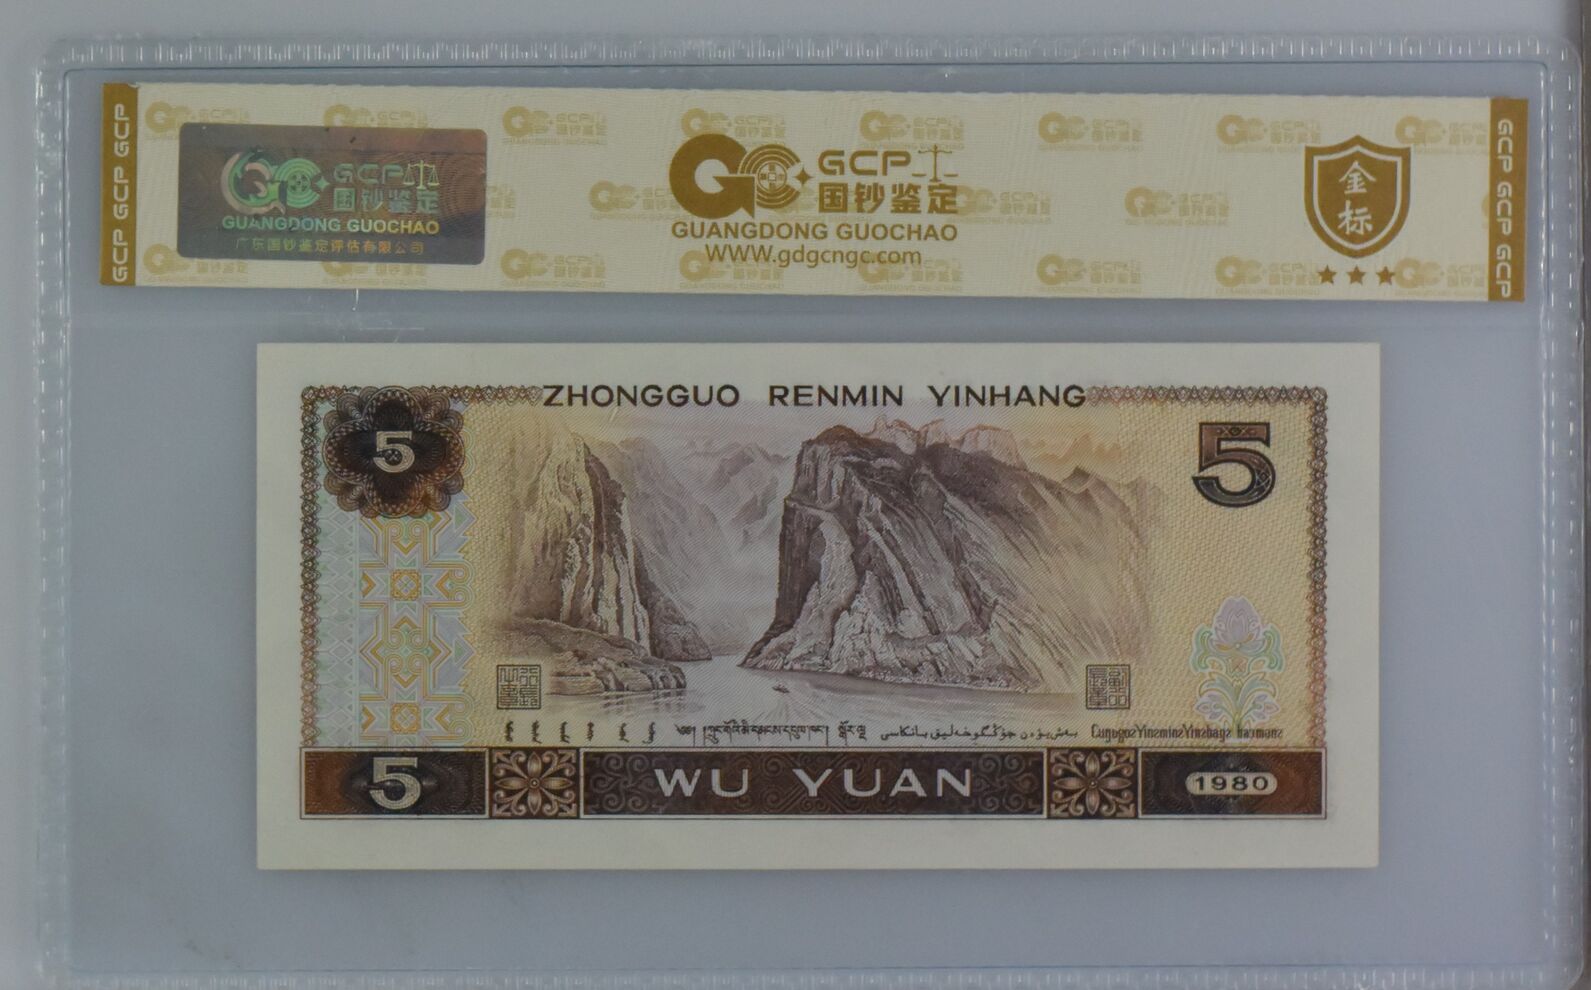 GCP GCP GCP
GCP
国钞鉴定
GUANGDONG GUOCHAO
广东国钞鉴定评估有限公司
GCP
国钞鉴定
GUANGDONG GUOCHAO
WWW.gdgcngc.com
金标
GCP GCP GCP
ZHONGGUO RENMIN YINHANG
5
5
5
WU YUAN
1980